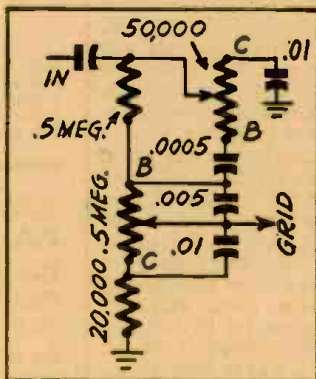 50,000
C
.01
IN
.5 MEG.
B
.0005
B
.005
.01
GRID
20,000 .5 MEG.
C